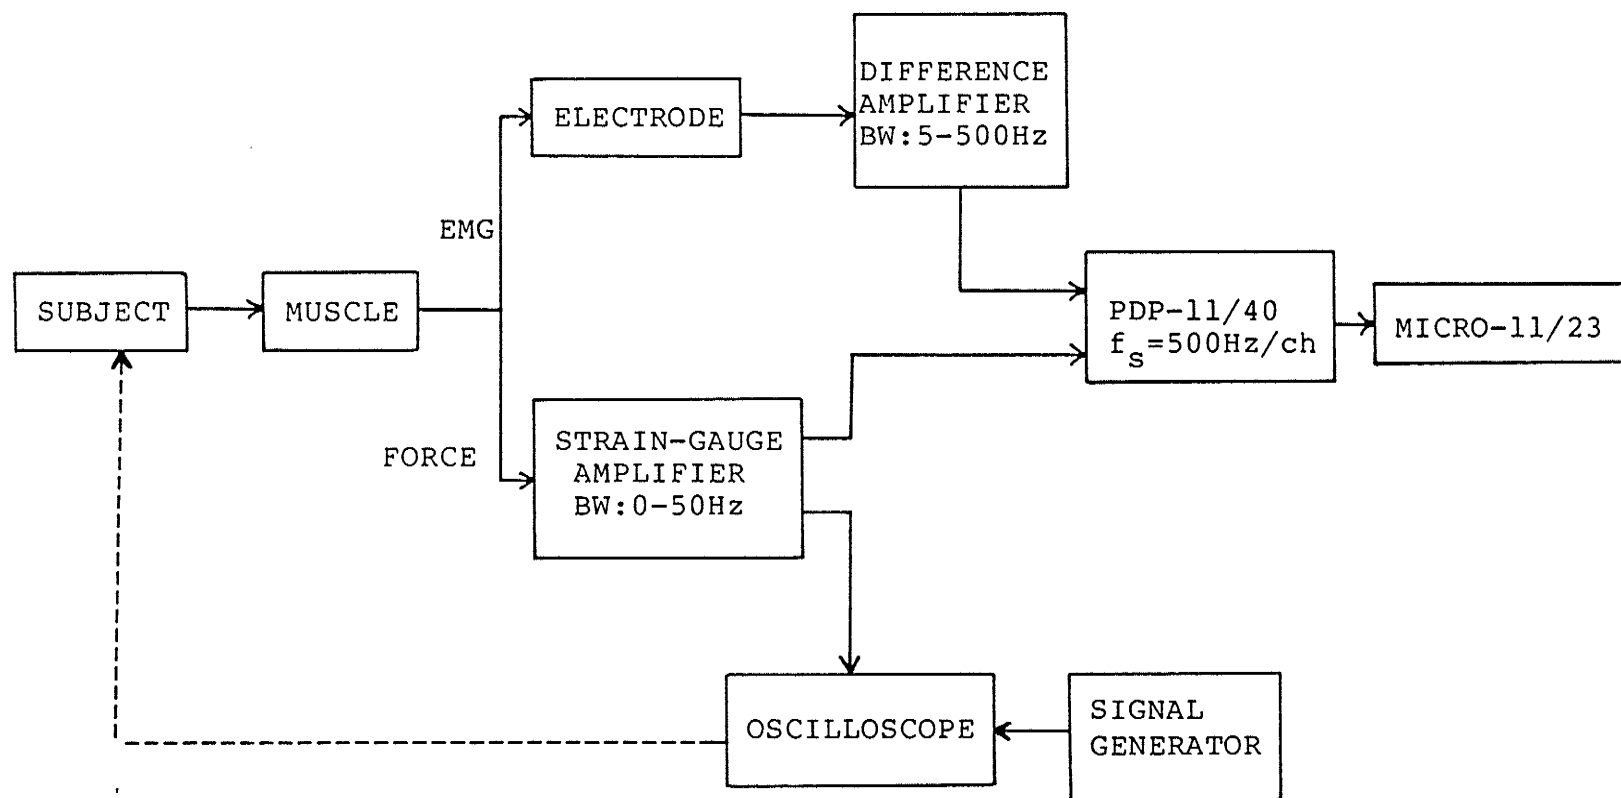 DIFFERENCE
AMPLIFIER
BW:5-500Hz
ELECTRODE
EMG
SUBJECT
MUSCLE
PDP-11/40
fs=500Hz/ch
MICRO-11/23
STRAIN-GAUGE
AMPLIFIER
BW:0-50Hz
FORCE
OSCILLOSCOPE
SIGNAL
GENERATOR